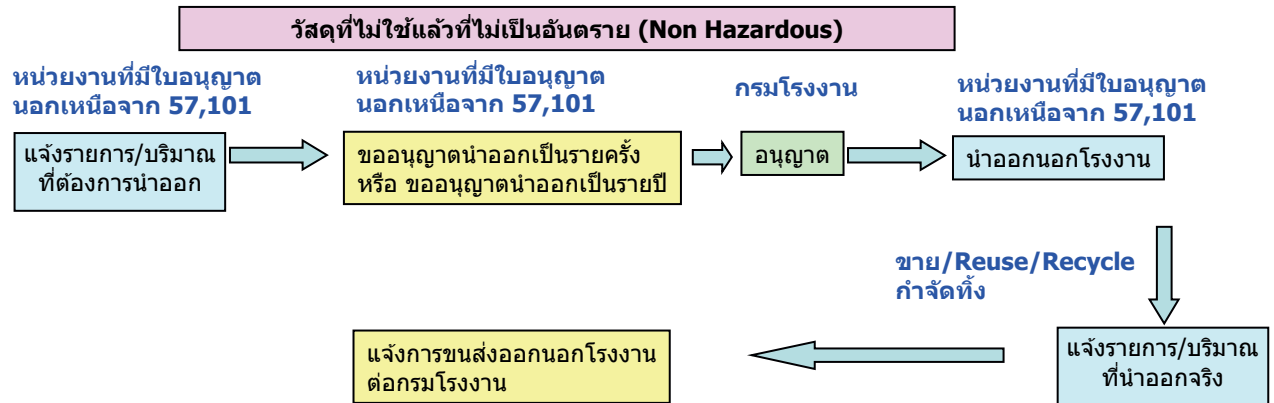 วัสดุที่ไม่ใช้แล้วที่ไม่เป็นอันตราย (Non Hazardous)
หน่วยงานที่มีใบอนุญาต
นอกเหนือจาก 57,101
แจ้งรายการ/บริมาณ
ที่ต้องการนำออก
หน่วยงานที่มีใบอนุญาต
นอกเหนือจาก 57,101
ขออนุญาตนำออกเป็นรายครั้ง
หรือ ขออนุญาตนำออกเป็นรายปี
กรมโรงงาน
อนุญาต
หน่วยงานที่มีใบอนุญาต
นอกเหนือจาก 57,101
นำออกนอกโรงงาน
ขาย/Reuse/Recycle
กำจัดทิ้ง
แจ้งรายการ/บริมาณ
ที่นำออกจริง
แจ้งการขนส่งออกนอกโรงงาน
ต่อกรมโรงงาน